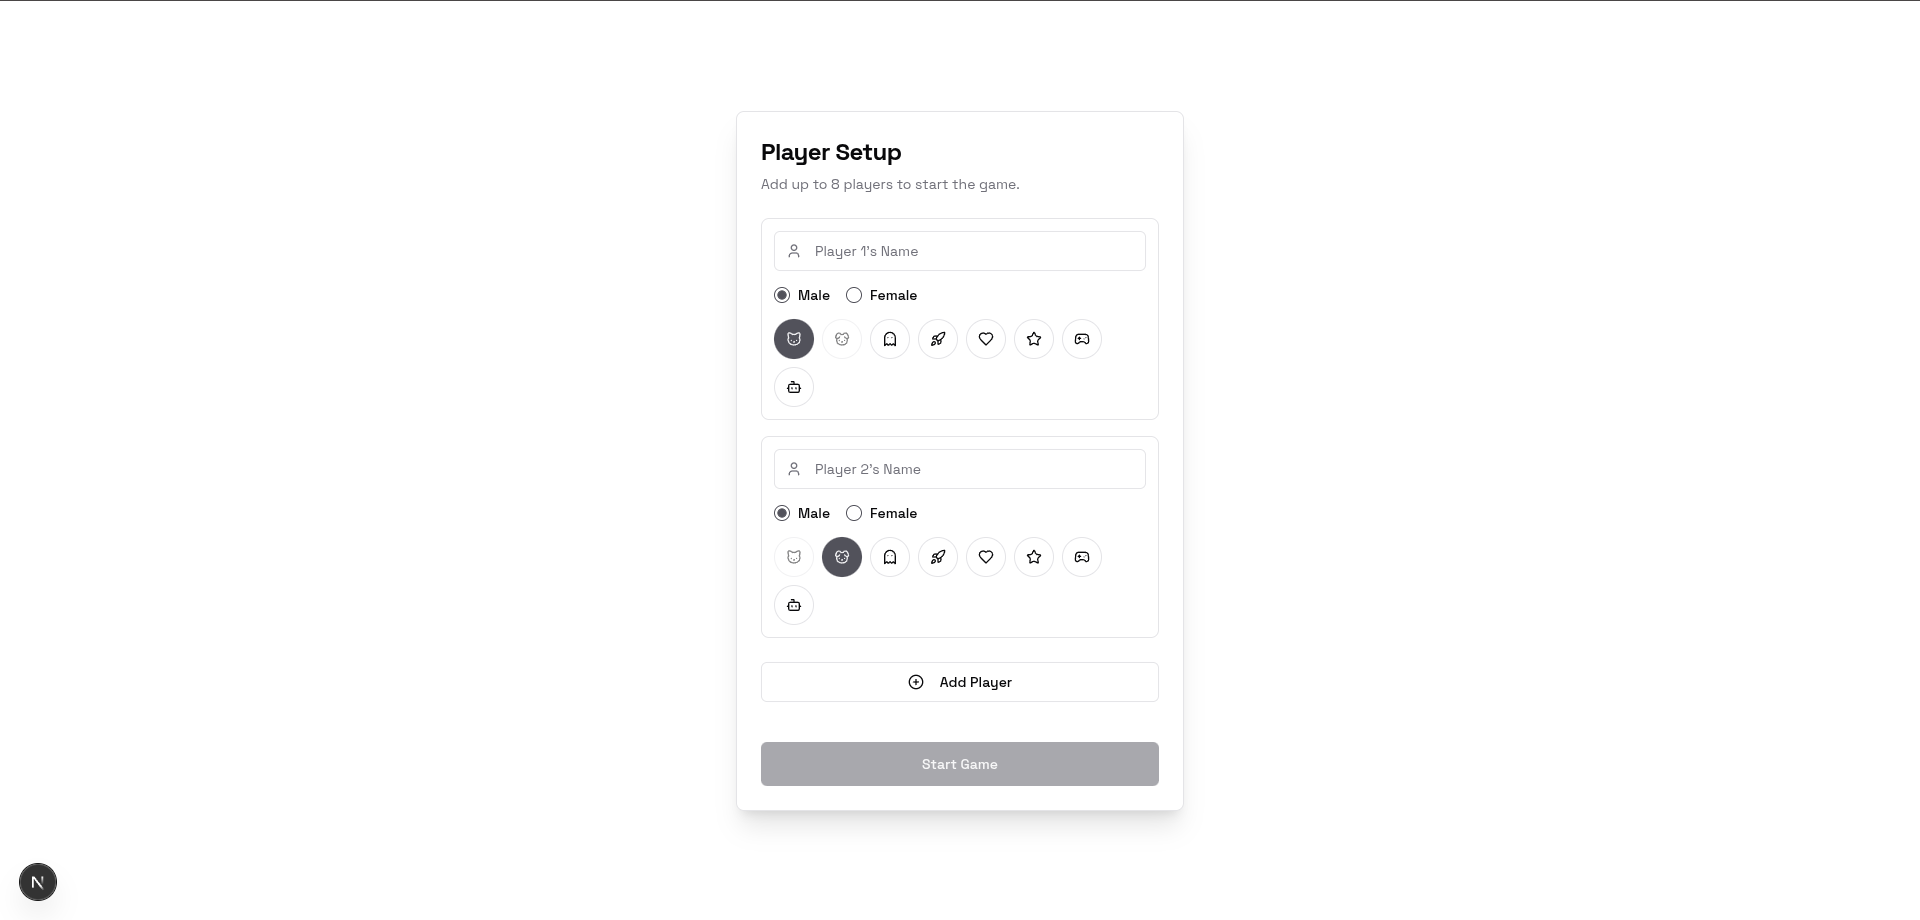 Player Setup
Add up to 8 players to start the game.
Player 1's Name
Male Female
Player 2's Name
Male Female
Add Player
Start Game
N